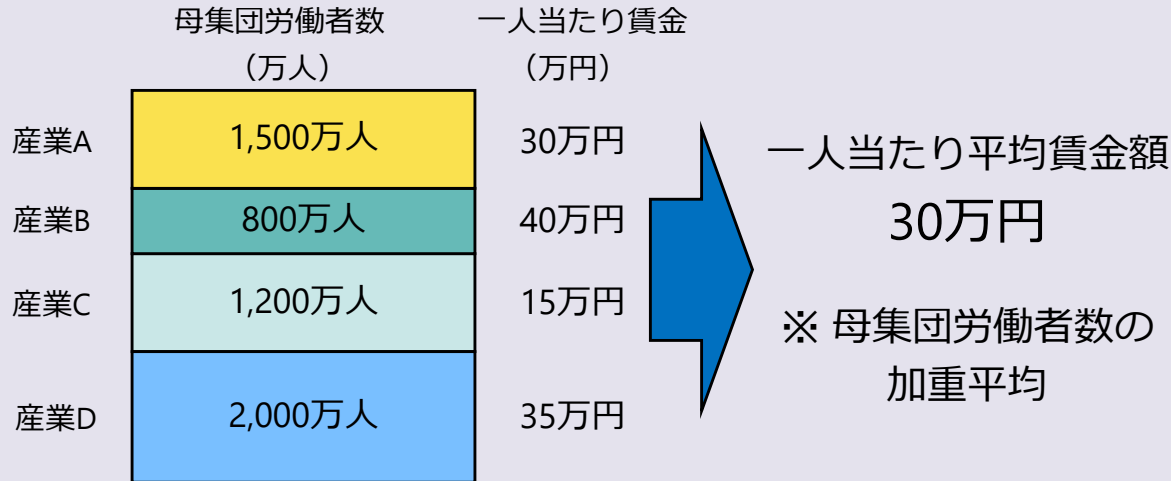 母集団労働者数 一人当たり賃金
（万人） （万円）
産業A 1,500万人 30万円
産業B 800万人 40万円
産業C 1,200万人 15万円
産業D 2,000万人 35万円
一人当たり平均賃金額
30万円
※ 母集団労働者数の
加重平均